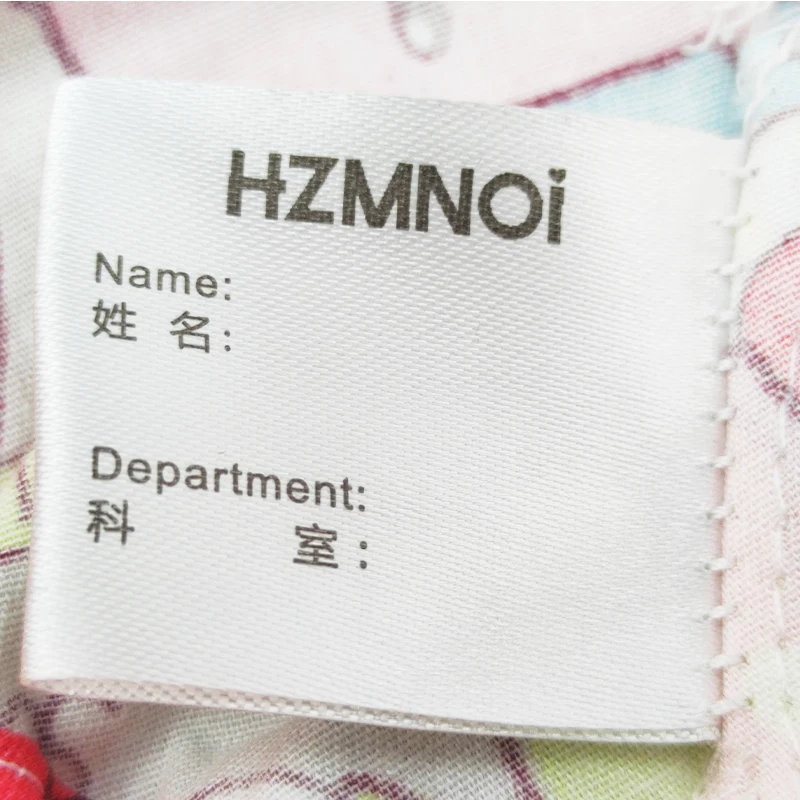 HZMNOi
Name:
姓 名:
Department:
科 室: